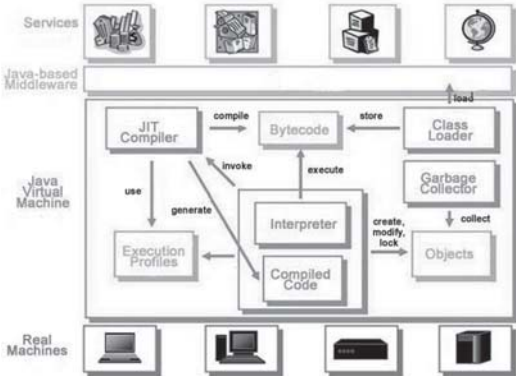 Services
Java-based
Middleware
load
JIT
Compiler
compile
Bytecode
store
Class
Loader
invoke
execute
Garbage
Collector
Java
Virtual
Machine
use
generate
Interpreter
create,
modify,
lock
collect
Execution
Profiles
Compiled
Code
Objects
Real
Machines